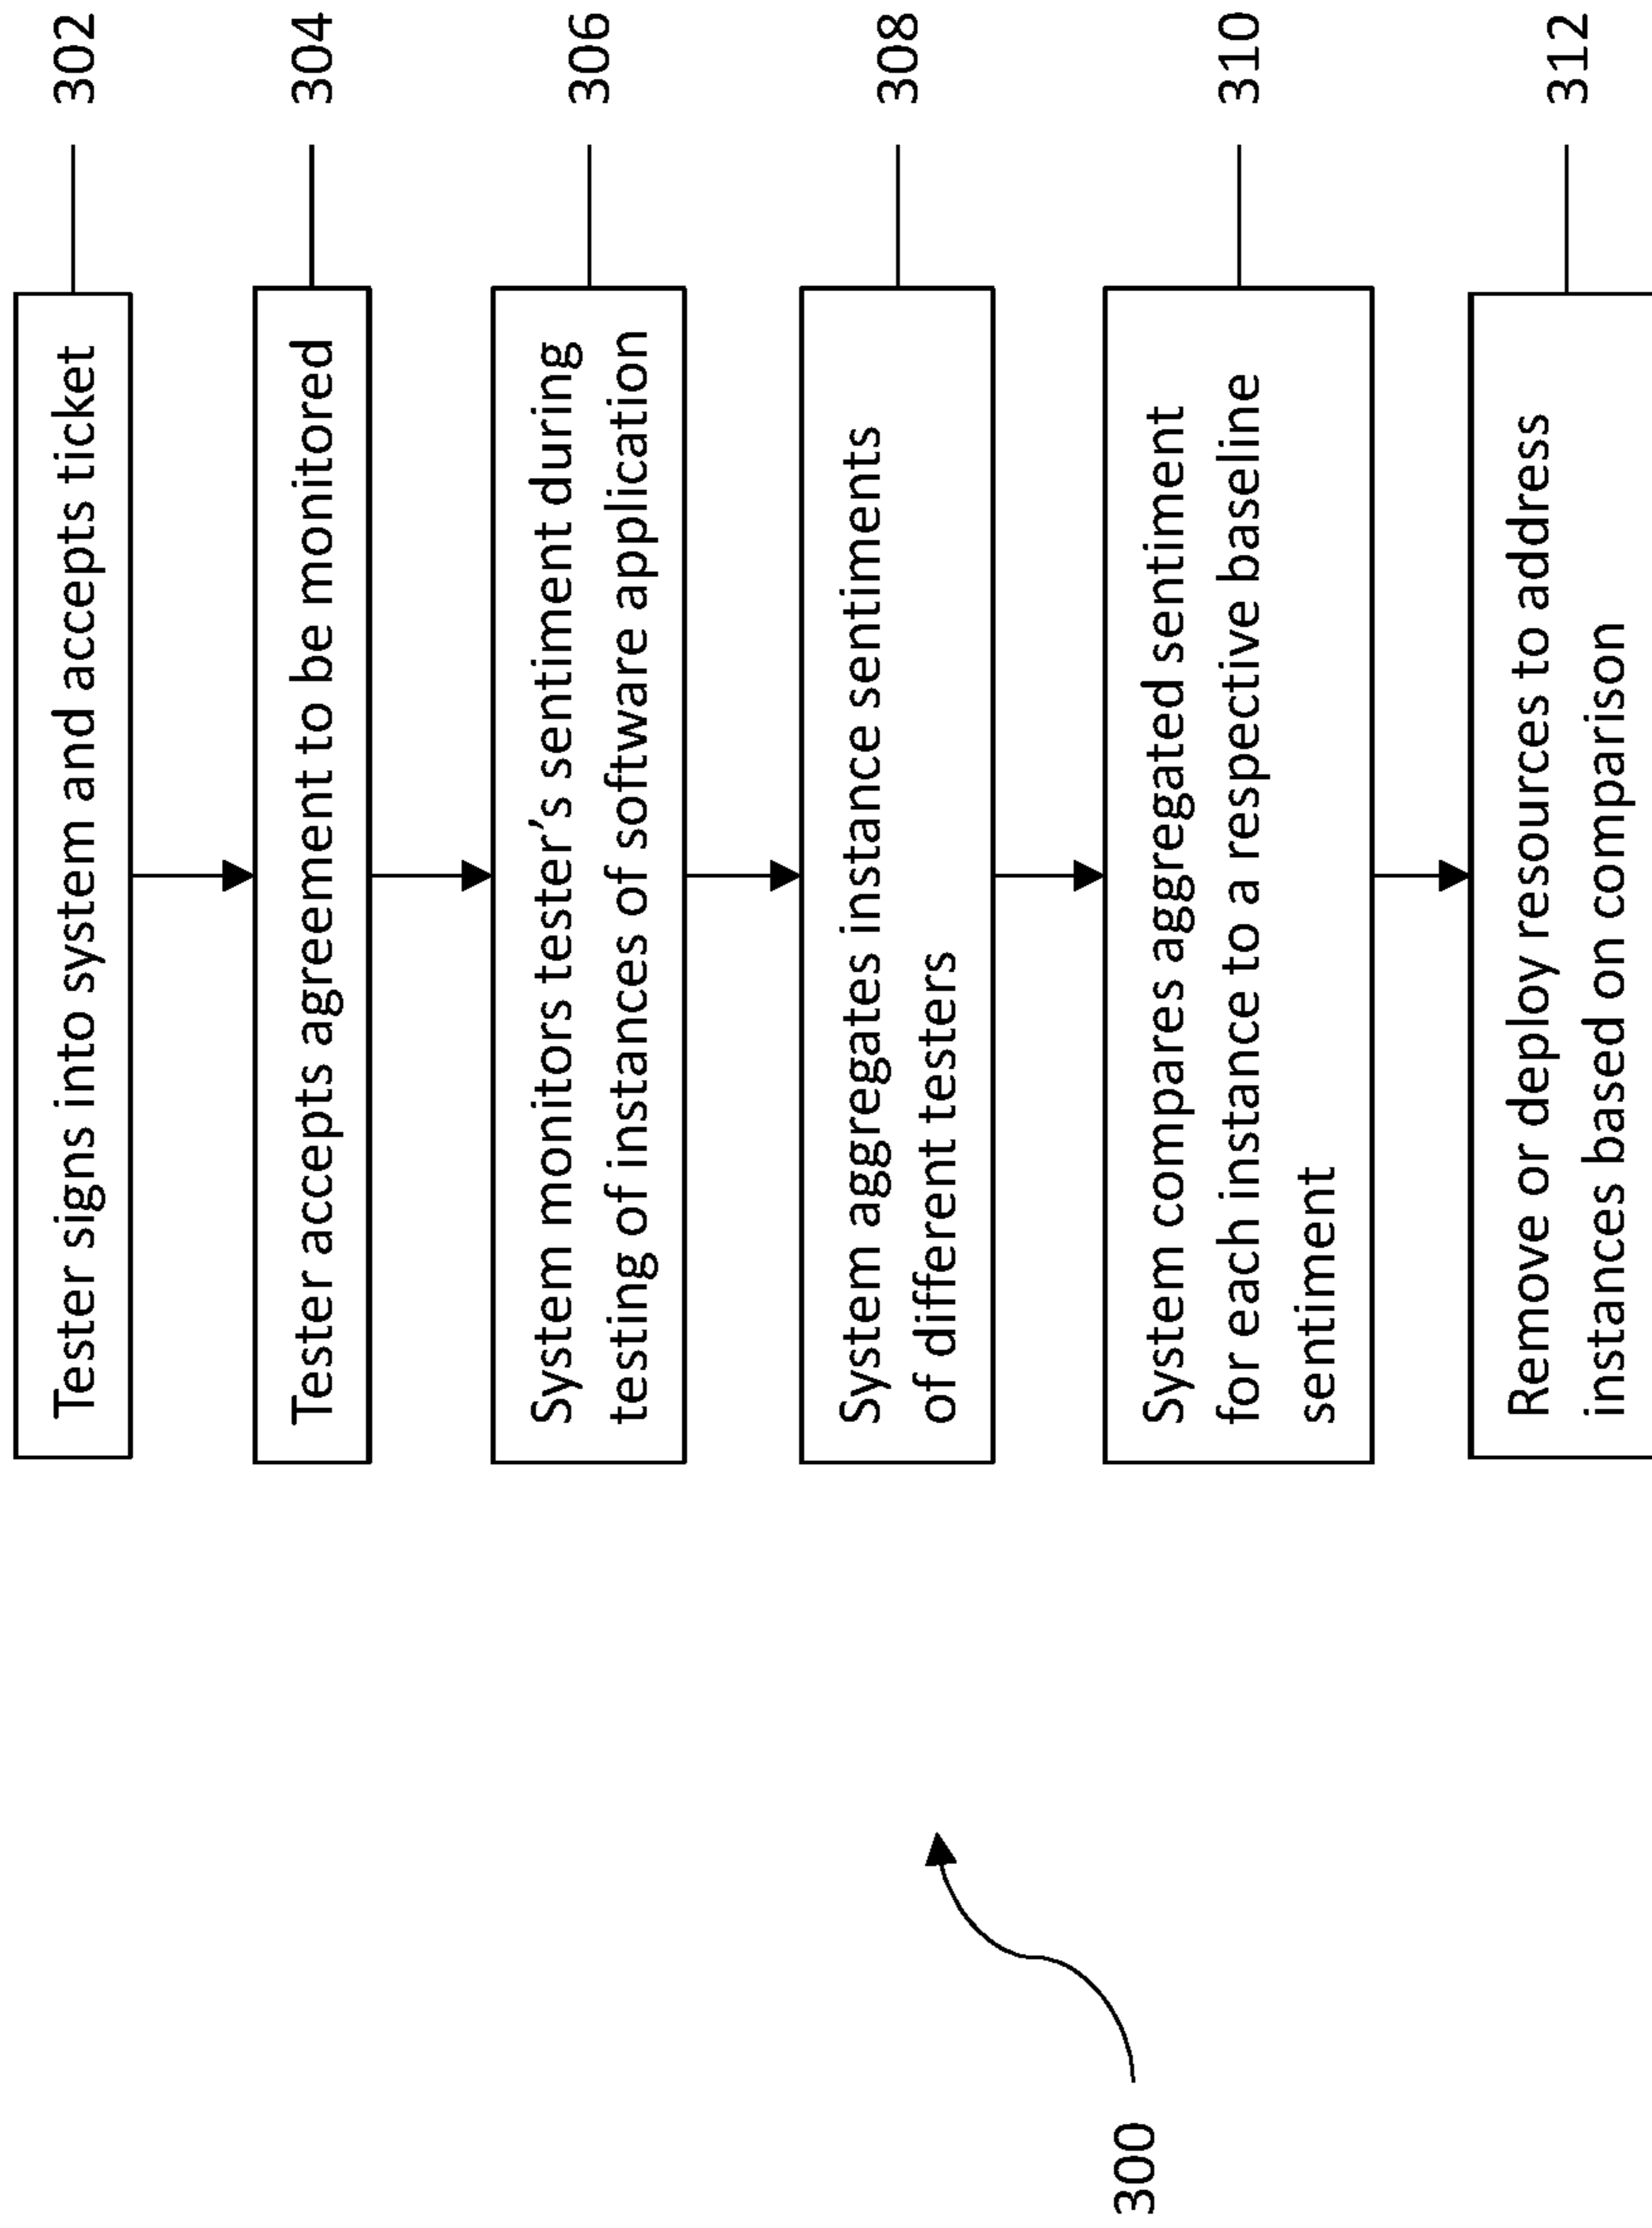 Tester signs into system and accepts ticket
302
Tester accepts agreement to be monitored
304
System monitors tester’s sentiment during
testing of instances of software application
306
System aggregates instance sentiments
of different testers
308
System compares aggregated sentiment
for each instance to a respective baseline
sentiment
310
Remove or deploy resources to address
instances based on comparison
312
300